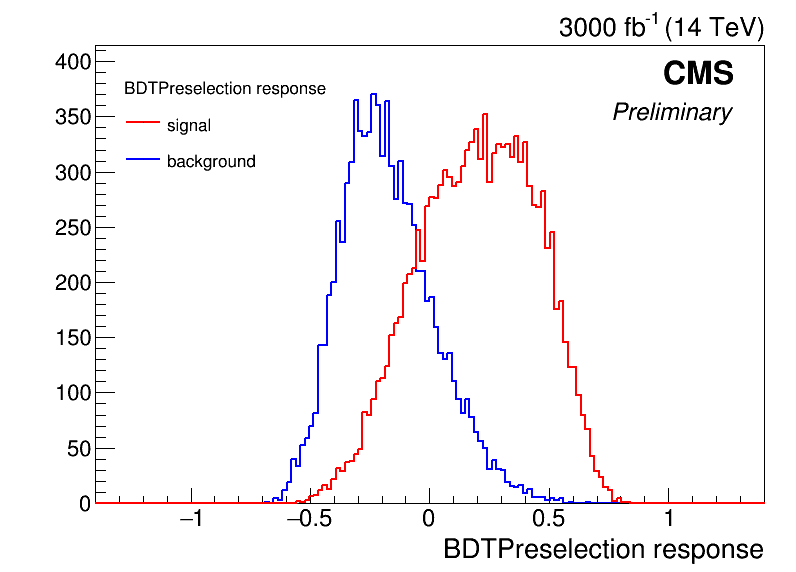 3000 fb-1 (14 TeV)
CMS
Preliminary
BDTPreselection response
signal
background
400
350
300
250
200
150
100
50
0
−1 −0.5 0 0.5 1
BDTPreselection response